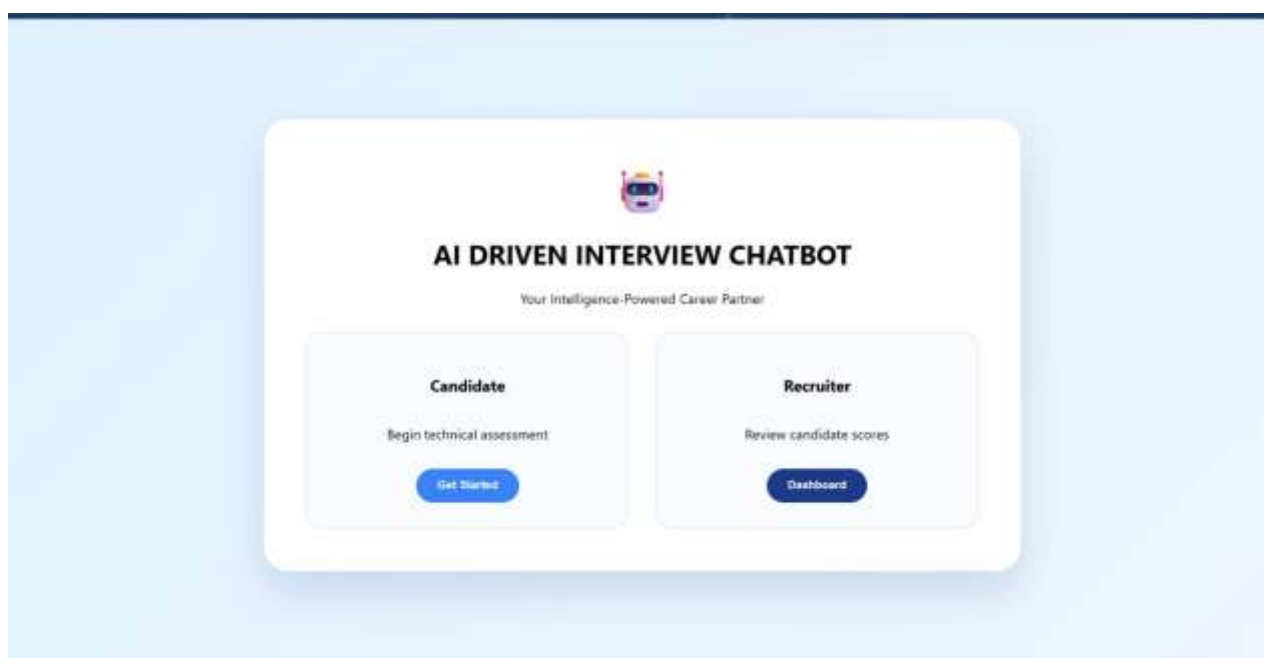 AI DRIVEN INTERVIEW CHATBOT
Your Intelligence-Powered Career Partner
Candidate
Begin technical assessment
Get Started
Recruiter
Review candidate scores
Dashboard